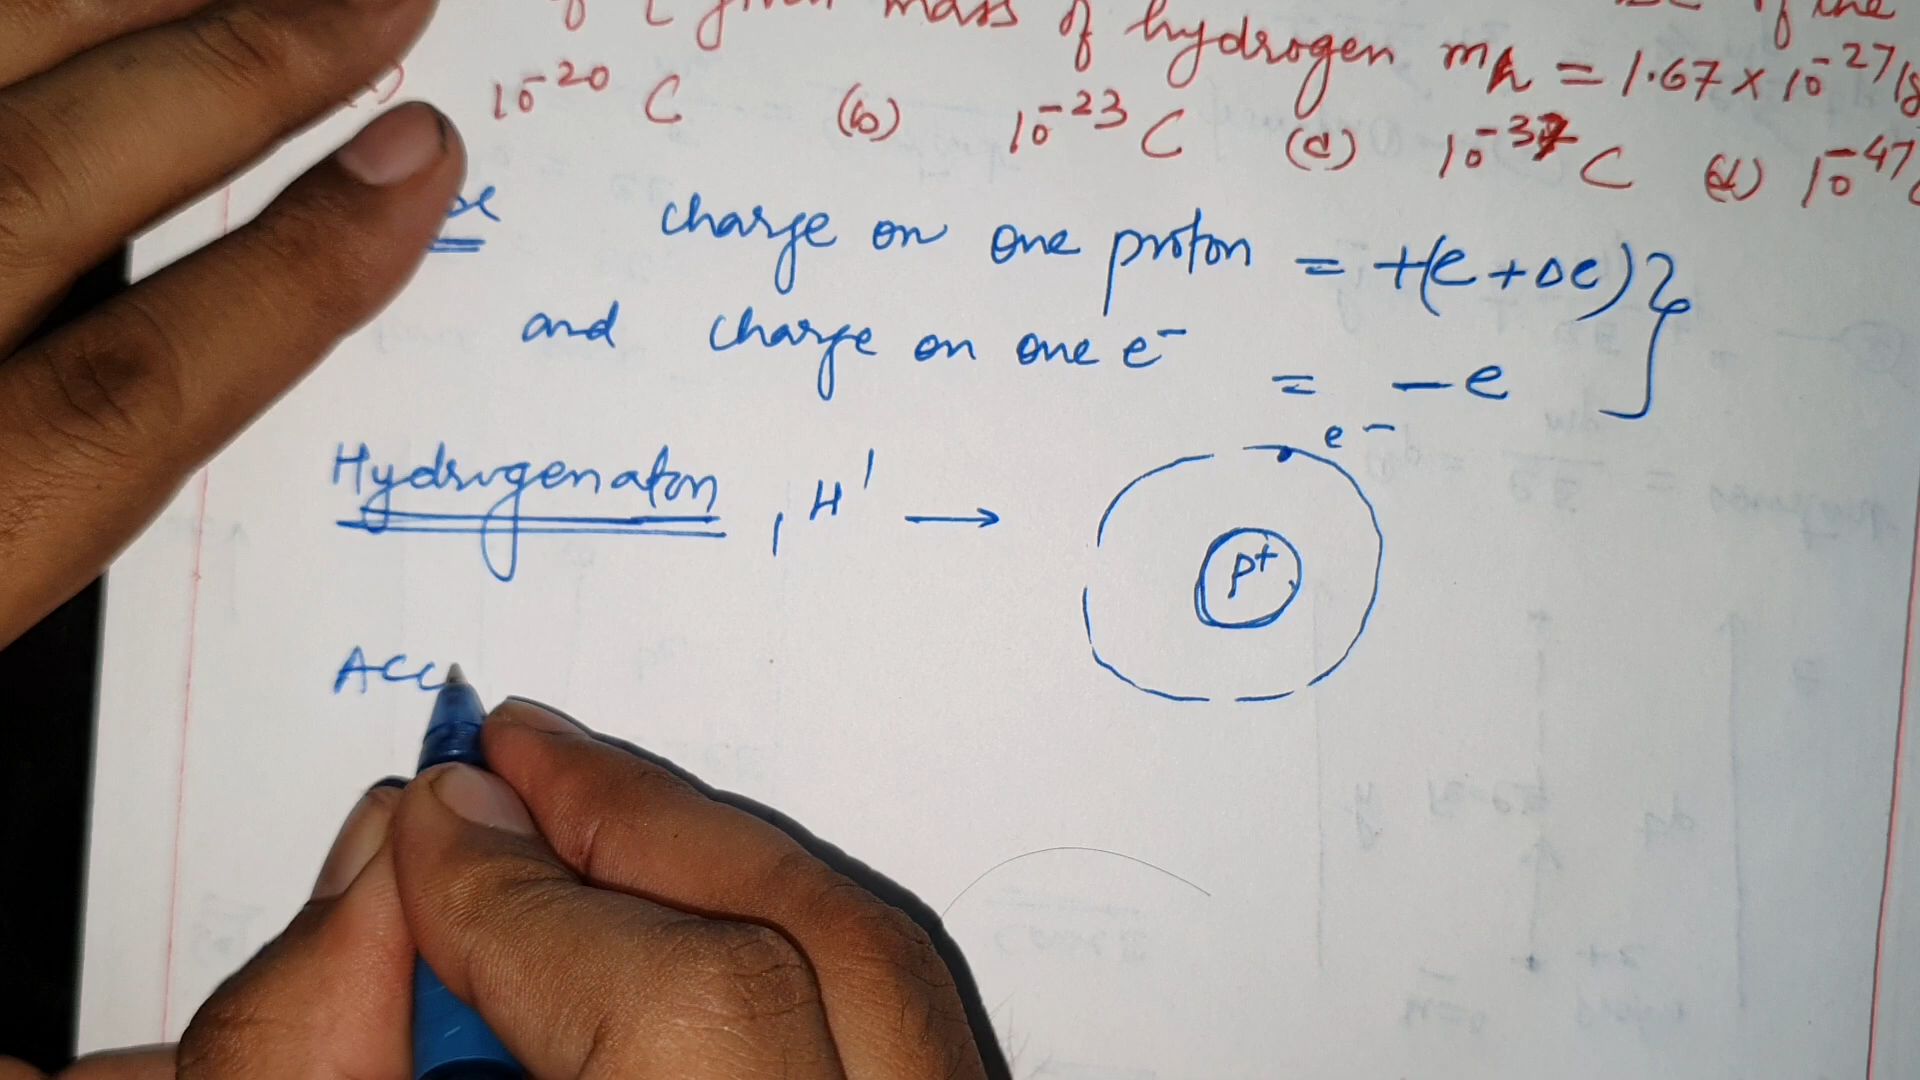 given mass of hydrogen mh = 1.67 × 10⁻²⁷
10⁻²⁰ C (b) 10⁻²³ C (c) 10⁻³⁷ C (d) 10⁻⁴⁷
charge on one proton = +(e + Δe) }
and charge on one e⁻ = - e
e⁻
Hydrogen atom , ₁H¹ → P⁺
Acc